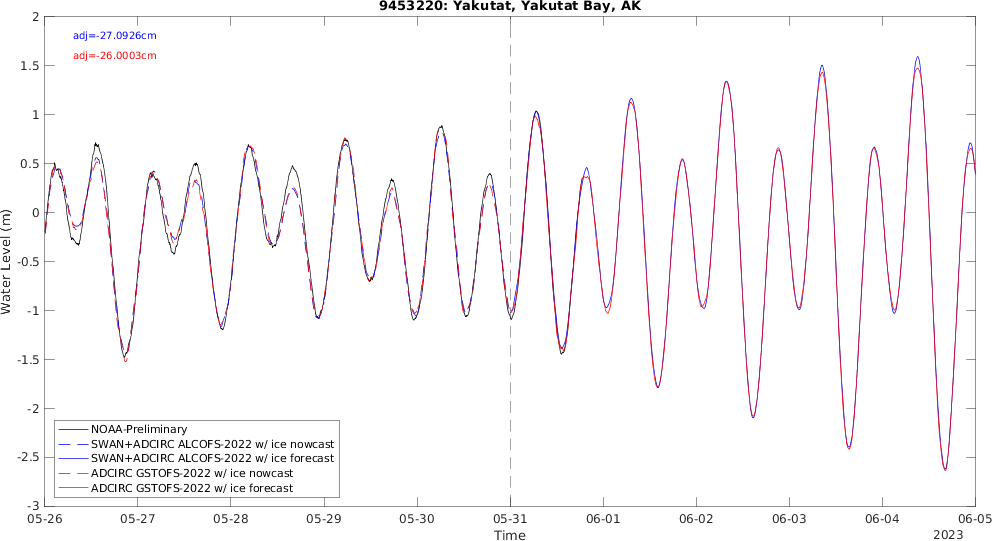 9453220: Yakutat, Yakutat Bay, AK
adj=-27.0926cm
adj=-26.0003cm
2
1.5
1
0.5
0
-0.5
-1
-1.5
-2
-2.5
-3
Water Level (m)
NOAA-Preliminary
SWAN+ADCIRC ALCOFS-2022 w/ ice nowcast
SWAN+ADCIRC ALCOFS-2022 w/ ice forecast
ADCIRC GSTOFS-2022 w/ ice nowcast
ADCIRC GSTOFS-2022 w/ ice forecast
05-26 05-27 05-28 05-29 05-30 05-31 06-01 06-02 06-03 06-04 06-05
Time
2023